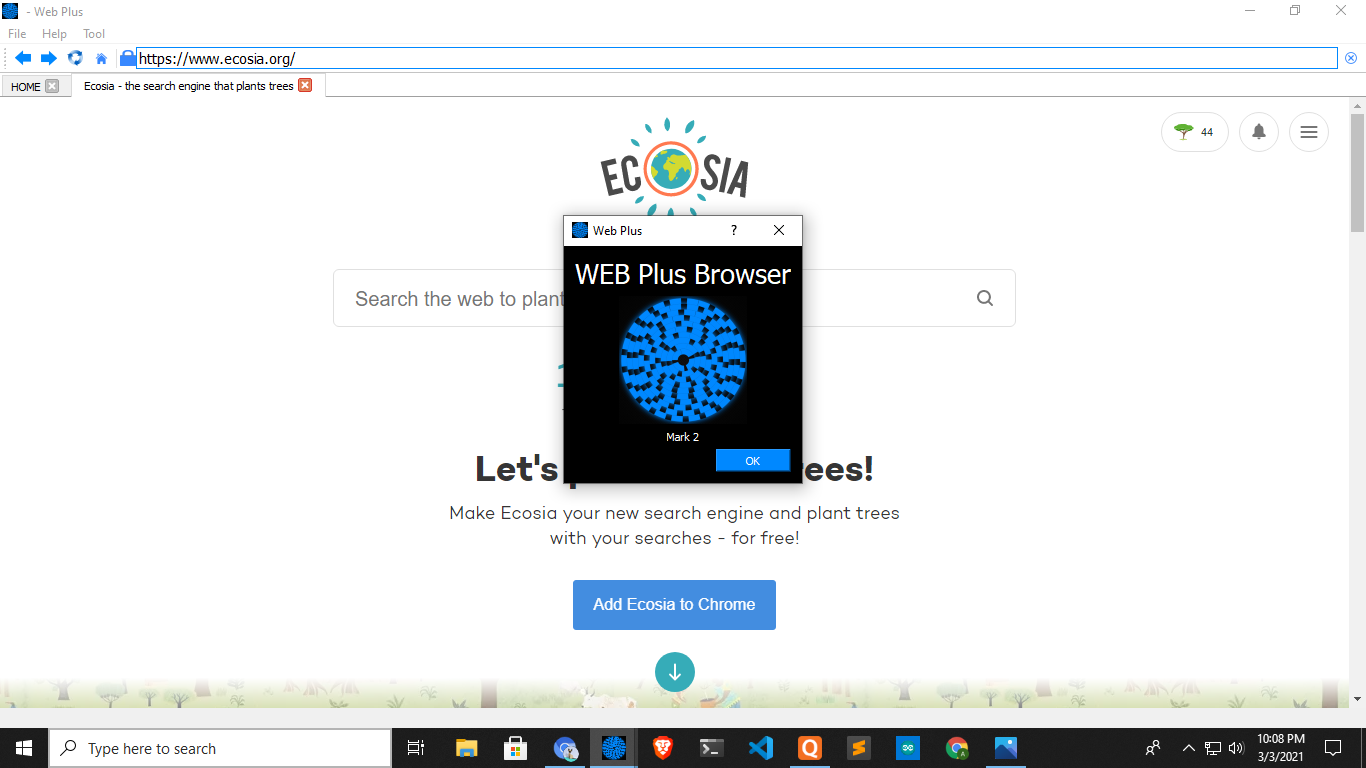 - Web Plus
File Help Tool
https://www.ecosia.org/
HOME
Ecosia - the search engine that plants trees
ECOSIA
44
Web Plus
?
WEB Plus Browser
Search the web to plant
Mark 2
OK
Let's rees!
Make Ecosia your new search engine and plant trees
with your searches - for free!
Add Ecosia to Chrome
Type here to search
10:08 PM
3/3/2021